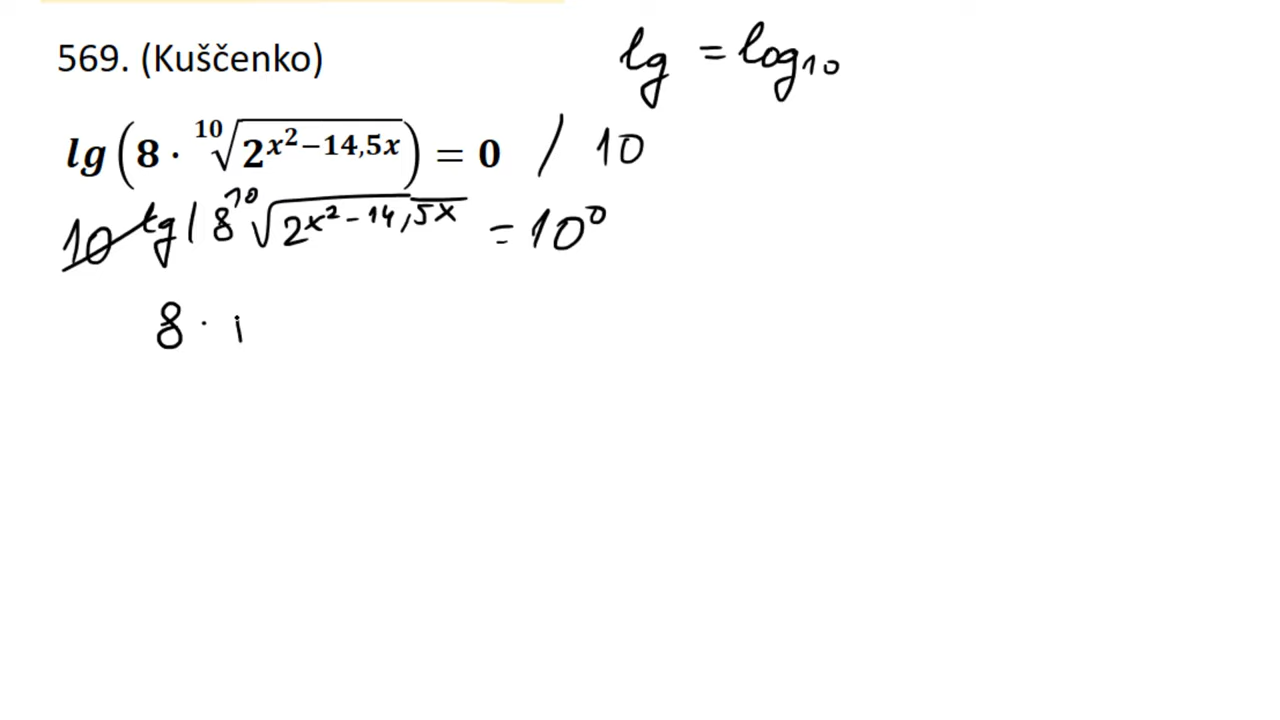 569. (Kuščenko)
lg = log₁₀
lg (8 · ¹⁰√2^(x²−14,5x)) = 0 / 10
10 lg ( 8 ¹⁰√2^(x²−14,5x) = 10⁰
8 ·